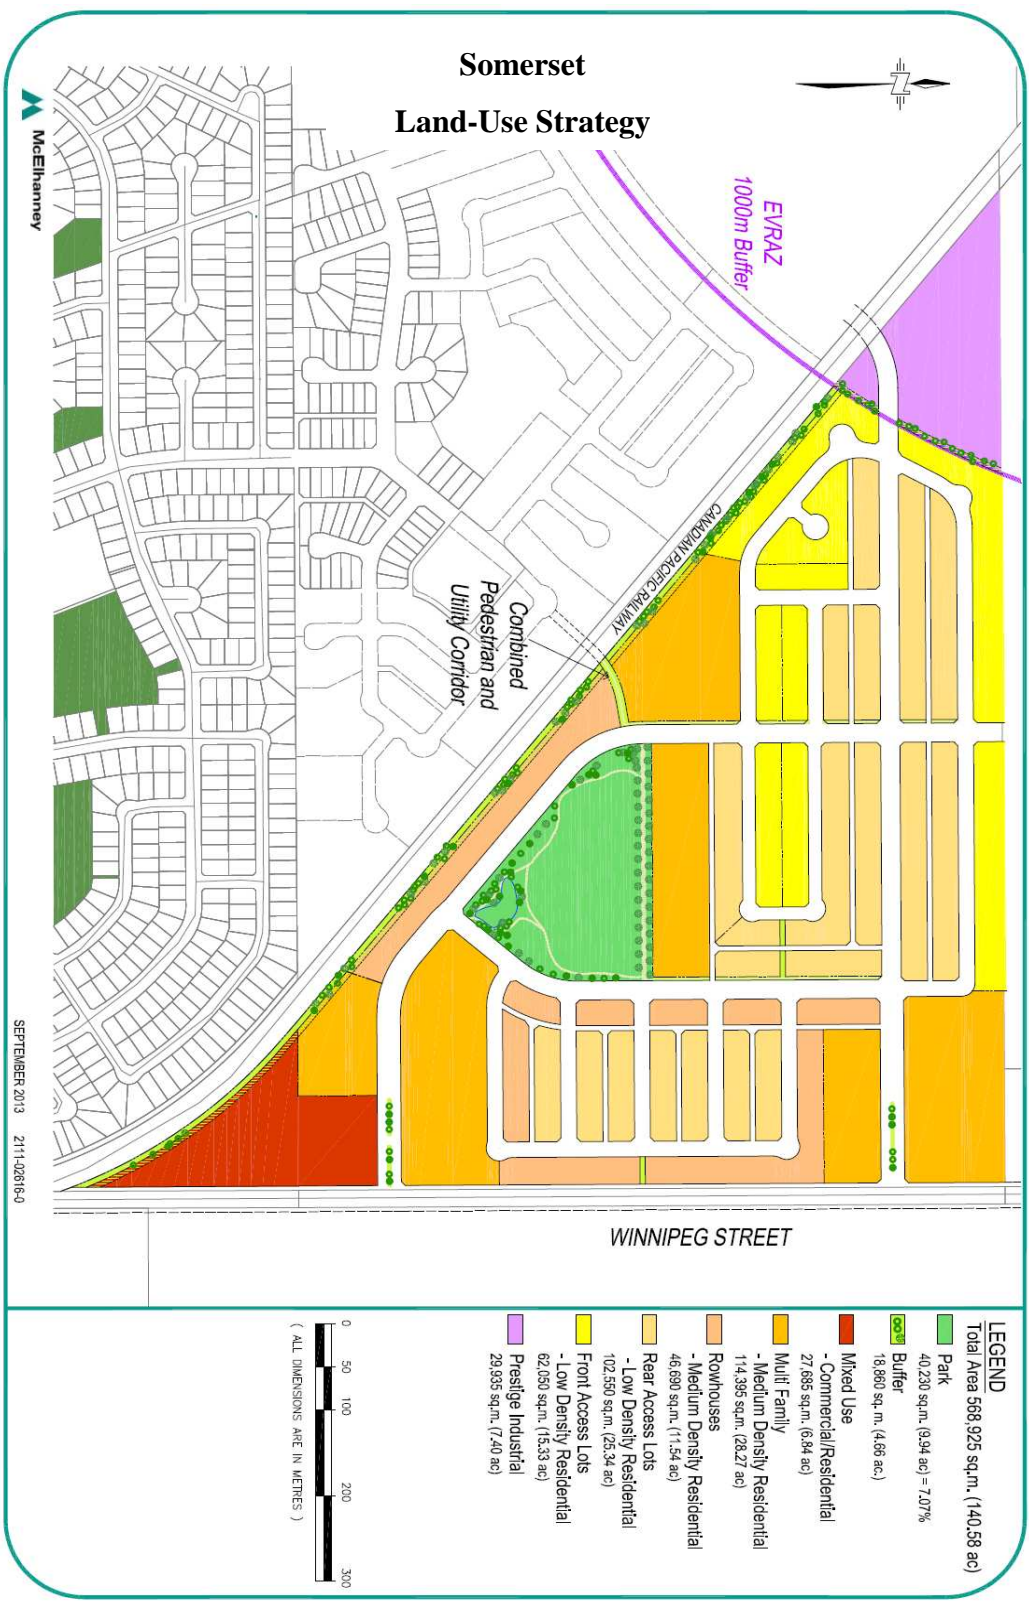 Somerset
Land-Use Strategy
McElhanney
EVRAZ
1000m Buffer
CANADIAN PACIFIC RAILWAY
Combined
Pedestrian and
Utility Corridor
WINNIPEG STREET
SEPTEMBER 2013 2111-02616-0
N
LEGEND
Total Area 568,925 sq.m. (140.58 ac)
Park
40,230 sq.m. (9.94 ac) = 7.07%
Buffer
18,860 sq. m. (4.66 ac.)
Mixed Use
- Commercial/Residential
27,685 sq.m. (6.84 ac)
Multi Family
- Medium Density Residential
114,395 sq.m. (28.27 ac)
Rowhouses
- Medium Density Residential
46,690 sq.m. (11.54 ac)
Rear Access Lots
- Low Density Residential
102,550 sq.m. (25.34 ac)
Front Access Lots
- Low Density Residential
62,050 sq.m. (15.33 ac)
Prestige Industrial
29,935 sq.m. (7.40 ac)
0 50 100 200 300
( ALL DIMENSIONS ARE IN METRES )